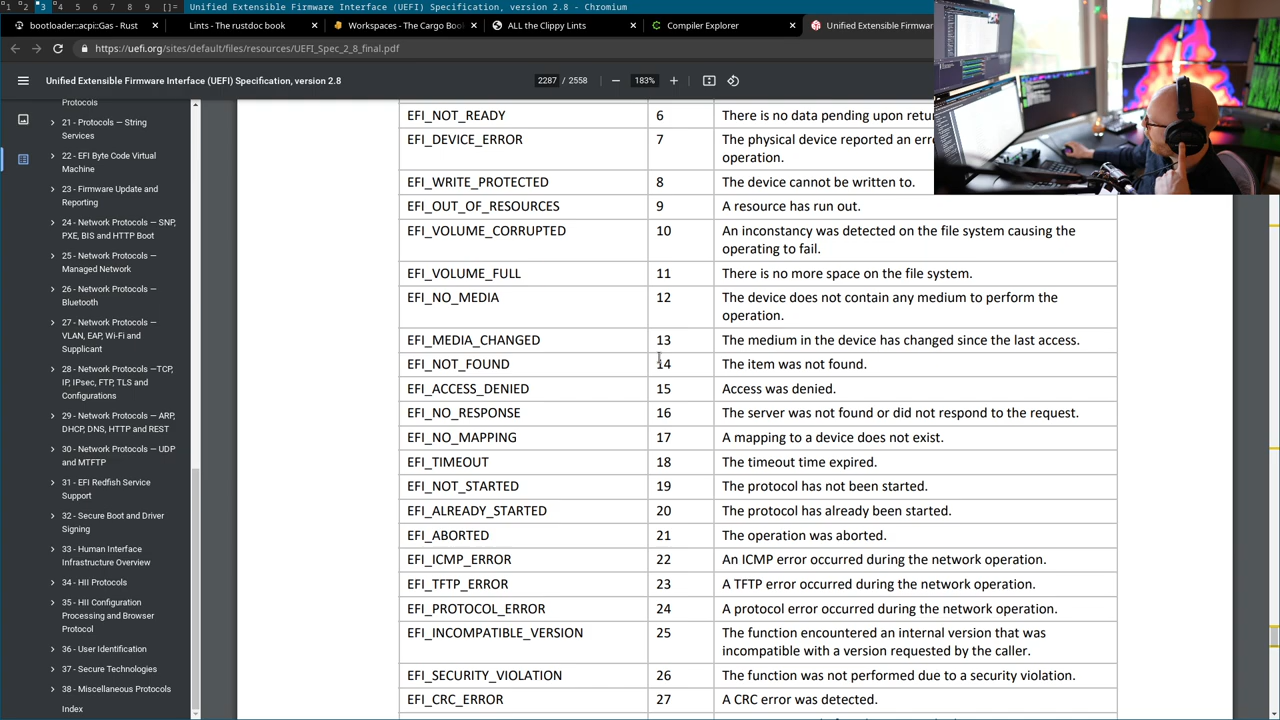 1 2 3 4 5 6 7 8 9 []= Unified Extensible Firmware Interface (UEFI) Specification, version 2.8 - Chromium
bootloader::acpi::Gas - Rust
Lints - The rustdoc boo
Workspaces - The Cargo Boo
ALL the Clippy Lints
Compiler Explorer
Unified Extensible Firmwa
https://uefi.org/sites/default/files/resources/UEFI_Spec_2_8_final.pdf
Unified Extensible Firmware Interface (UEFI) Specification, version 2.8
2287 / 2558
183%
Protocols
21 - Protocols — String
Services
22 - EFI Byte Code Virtual
Machine
23 - Firmware Update and
Reporting
24 - Network Protocols — SNP,
PXE, BIS and HTTP Boot
25 - Network Protocols —
Managed Network
26 - Network Protocols —
Bluetooth
27 - Network Protocols —
VLAN, EAP, Wi-Fi and
Supplicant
28 - Network Protocols —TCP,
IP, IPsec, FTP, TLS and
Configurations
29 - Network Protocols — ARP,
DHCP, DNS, HTTP and REST
30 - Network Protocols — UDP
and MTFTP
31 - EFI Redfish Service
Support
32 - Secure Boot and Driver
Signing
33 - Human Interface
Infrastructure Overview
34 - HII Protocols
35 - HII Configuration
Processing and Browser
Protocol
36 - User Identification
37 - Secure Technologies
38 - Miscellaneous Protocols
Index
EFI_NOT_READY 6 There is no data pending upon retu
EFI_DEVICE_ERROR 7 The physical device reported an erro
operation.
EFI_WRITE_PROTECTED 8 The device cannot be written to.
EFI_OUT_OF_RESOURCES 9 A resource has run out.
EFI_VOLUME_CORRUPTED 10 An inconstancy was detected on the file system causing the
operating to fail.
EFI_VOLUME_FULL 11 There is no more space on the file system.
EFI_NO_MEDIA 12 The device does not contain any medium to perform the
operation.
EFI_MEDIA_CHANGED 13 The medium in the device has changed since the last access.
EFI_NOT_FOUND 14 The item was not found.
EFI_ACCESS_DENIED 15 Access was denied.
EFI_NO_RESPONSE 16 The server was not found or did not respond to the request.
EFI_NO_MAPPING 17 A mapping to a device does not exist.
EFI_TIMEOUT 18 The timeout time expired.
EFI_NOT_STARTED 19 The protocol has not been started.
EFI_ALREADY_STARTED 20 The protocol has already been started.
EFI_ABORTED 21 The operation was aborted.
EFI_ICMP_ERROR 22 An ICMP error occurred during the network operation.
EFI_TFTP_ERROR 23 A TFTP error occurred during the network operation.
EFI_PROTOCOL_ERROR 24 A protocol error occurred during the network operation.
EFI_INCOMPATIBLE_VERSION 25 The function encountered an internal version that was
incompatible with a version requested by the caller.
EFI_SECURITY_VIOLATION 26 The function was not performed due to a security violation.
EFI_CRC_ERROR 27 A CRC error was detected.